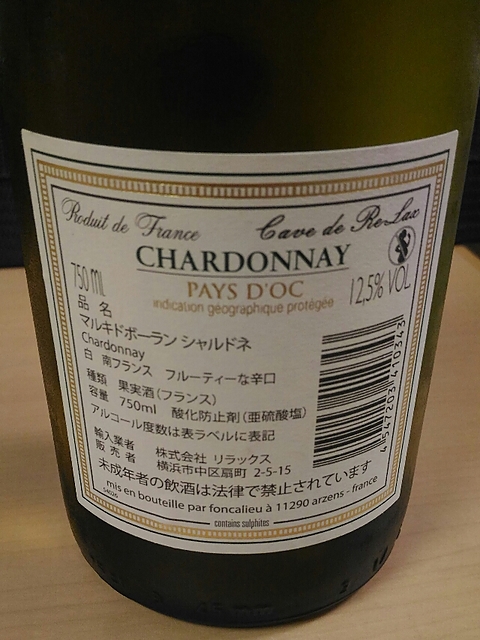 Produit de France
Cave de ReLax
CHARDONNAY
PAYS D'OC
indication géographique protégée
750 mL
12,5% VOL
品 名
マルキドボーラン シャルドネ
Chardonnay
白 南フランス フルーティーな辛口
種類 果実酒(フランス)
容量 750ml 酸化防止剤(亜硫酸塩)
アルコール度数は表ラベルに表記
輸入業者 株式会社 リラックス
販 売 者 横浜市中区扇町 2-5-15
未成年者の飲酒は法律で禁止されています
mis en bouteille par foncalieu à 11290 arzens - france
contains sulphites